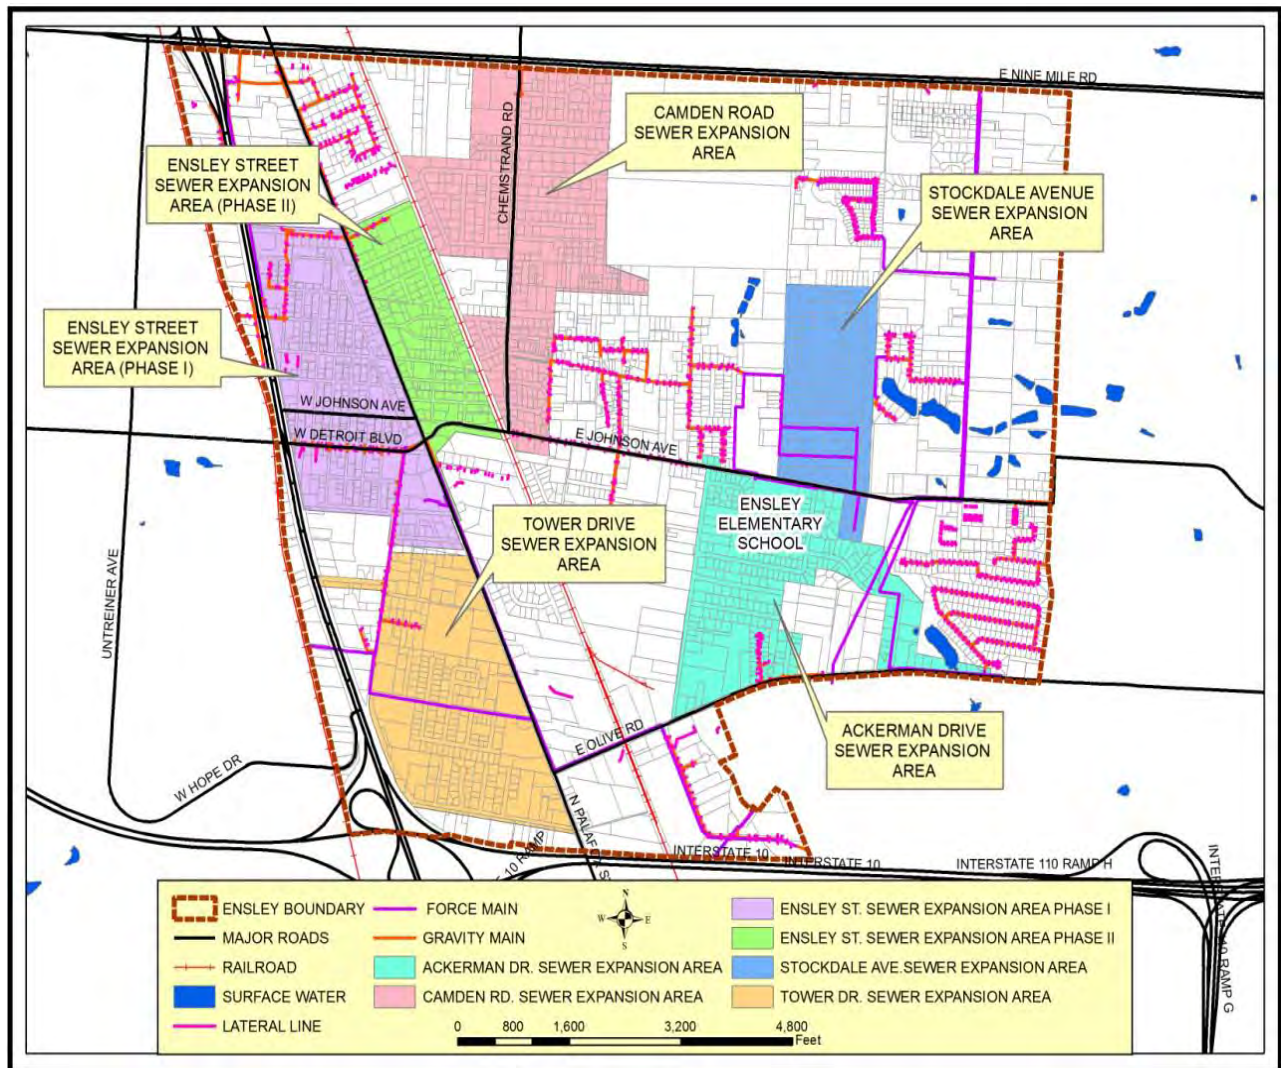 E NINE MILE RD
CAMDEN ROAD
SEWER EXPANSION
AREA
CHEMSTRAND RD
ENSLEY STREET
SEWER EXPANSION
AREA (PHASE II)
STOCKDALE AVENUE
SEWER EXPANSION
AREA
ENSLEY STREET
SEWER EXPANSION
AREA (PHASE I)
W JOHNSON AVE
W DETROIT BLVD
E JOHNSON AVE
ENSLEY
ELEMENTARY
SCHOOL
TOWER DRIVE
SEWER EXPANSION
AREA
UNTREINER AVE
ACKERMAN DRIVE
SEWER EXPANSION
AREA
E OLIVE RD
W HOPE DR
N PALAFOX S
10 RAMP
INTERSTATE 10
INTERSTATE 10
INTERSTATE 110 RAMP H
INTERSTATE 10 RAMP G
ENSLEY BOUNDARY
MAJOR ROADS
RAILROAD
SURFACE WATER
LATERAL LINE
FORCE MAIN
GRAVITY MAIN
ACKERMAN DR. SEWER EXPANSION AREA
CAMDEN RD. SEWER EXPANSION AREA
N
W E
S
ENSLEY ST. SEWER EXPANSION AREA PHASE I
ENSLEY ST. SEWER EXPANSION AREA PHASE II
STOCKDALE AVE.SEWER EXPANSION AREA
TOWER DR. SEWER EXPANSION AREA
0 800 1,600 3,200 4,800
Feet